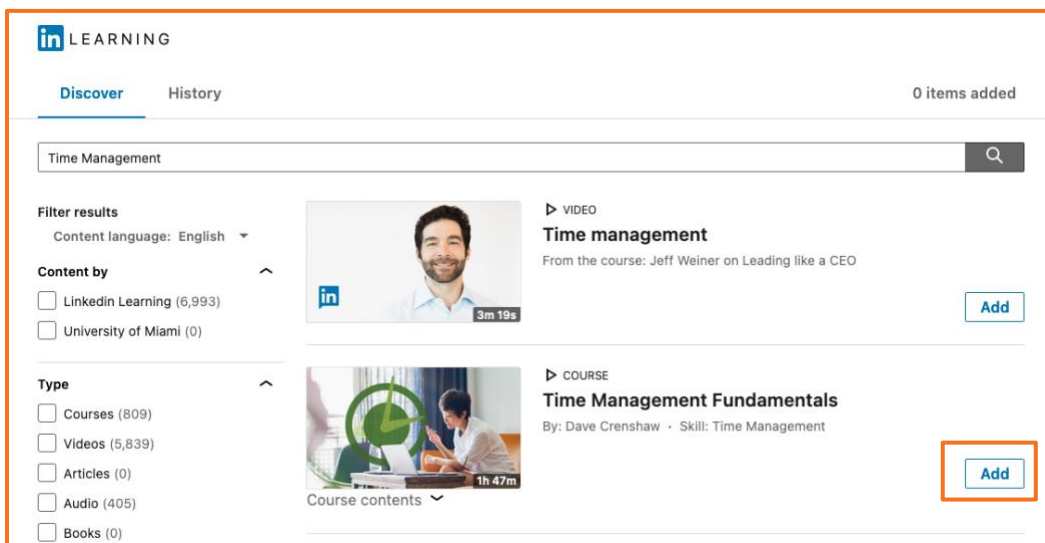 in LEARNING
Discover History 0 items added
Time Management
Filter results
Content language: English
Content by
Linkedin Learning (6,993)
University of Miami (0)
Type
Courses (809)
Videos (5,839)
Articles (0)
Audio (405)
Books (0)
in
3m 19s
VIDEO
Time management
From the course: Jeff Weiner on Leading like a CEO
Add
1h 47m
Course contents
COURSE
Time Management Fundamentals
By: Dave Crenshaw • Skill: Time Management
Add